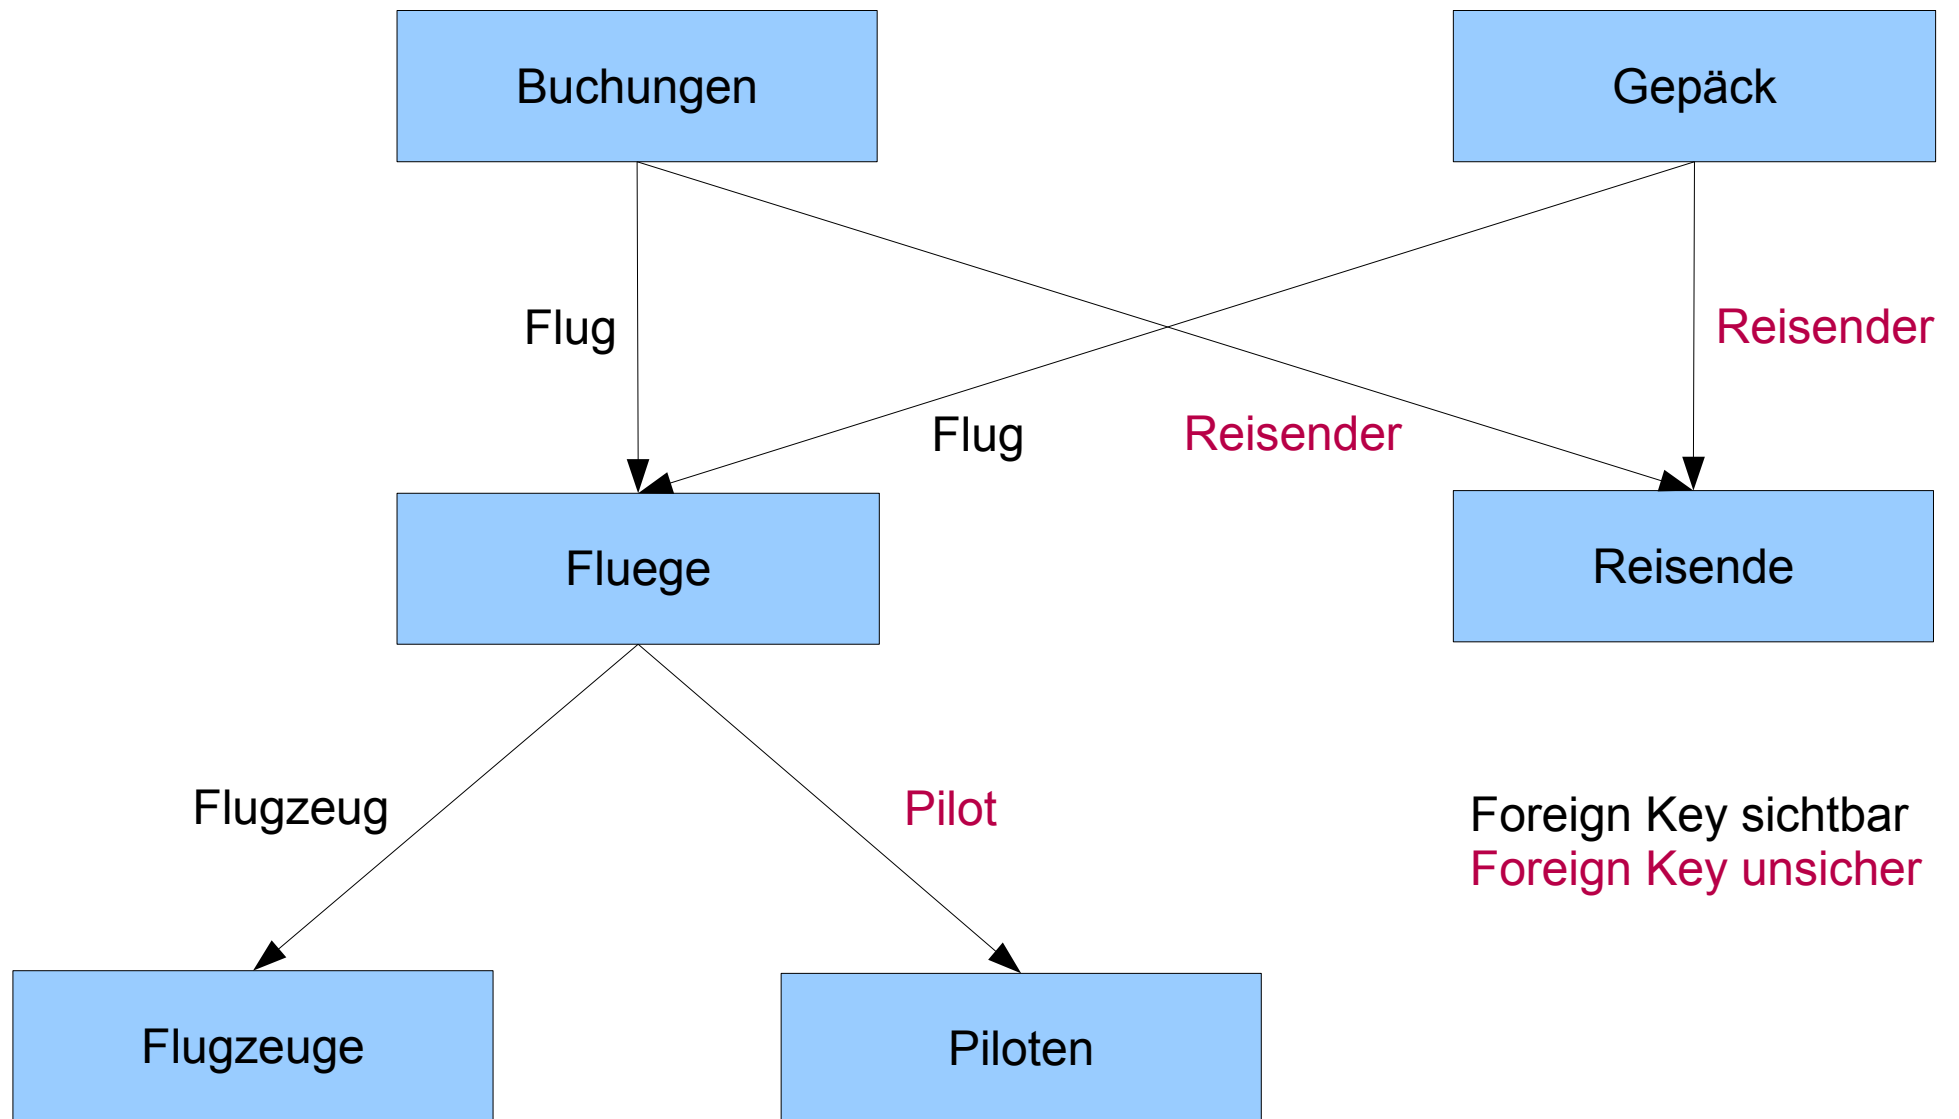 Buchungen
Gepäck
Flug
Reisender
Flug
Reisender
Fluege
Reisende
Flugzeug
Pilot
Foreign Key sichtbar
Foreign Key unsicher
Flugzeuge
Piloten